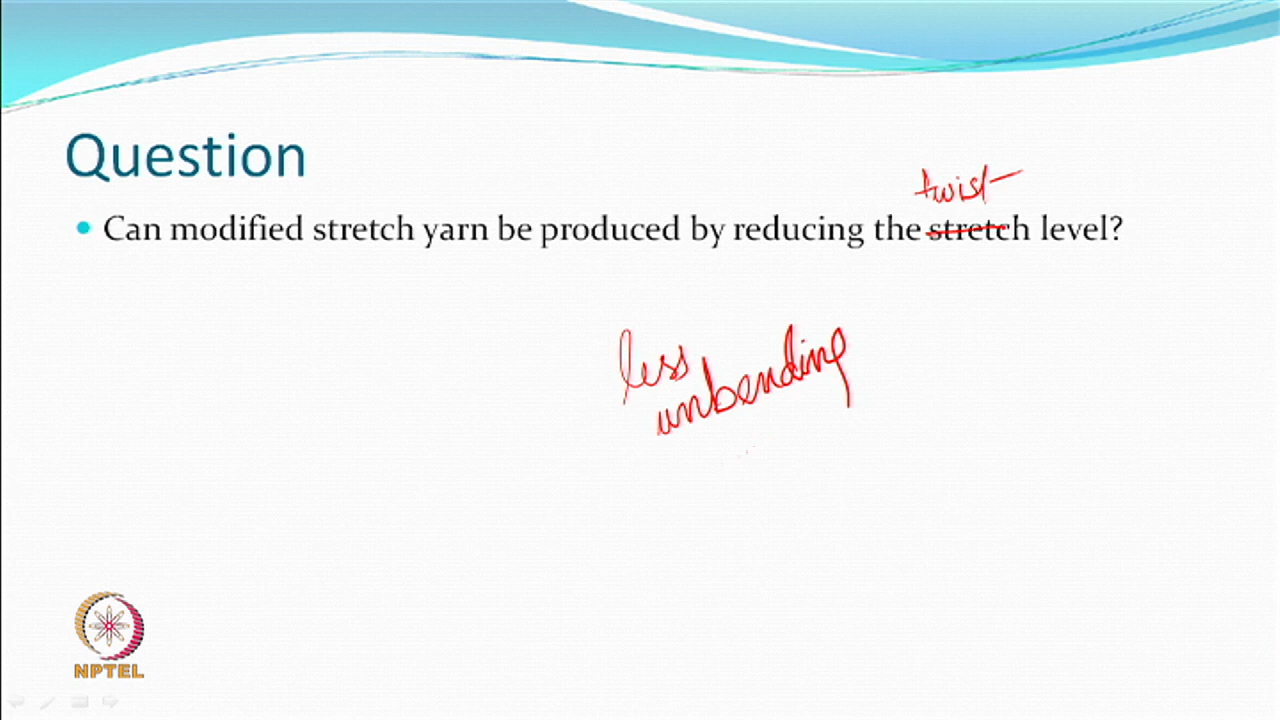 Question
twist
Can modified stretch yarn be produced by reducing the stretch level?
less
unbending
NPTEL